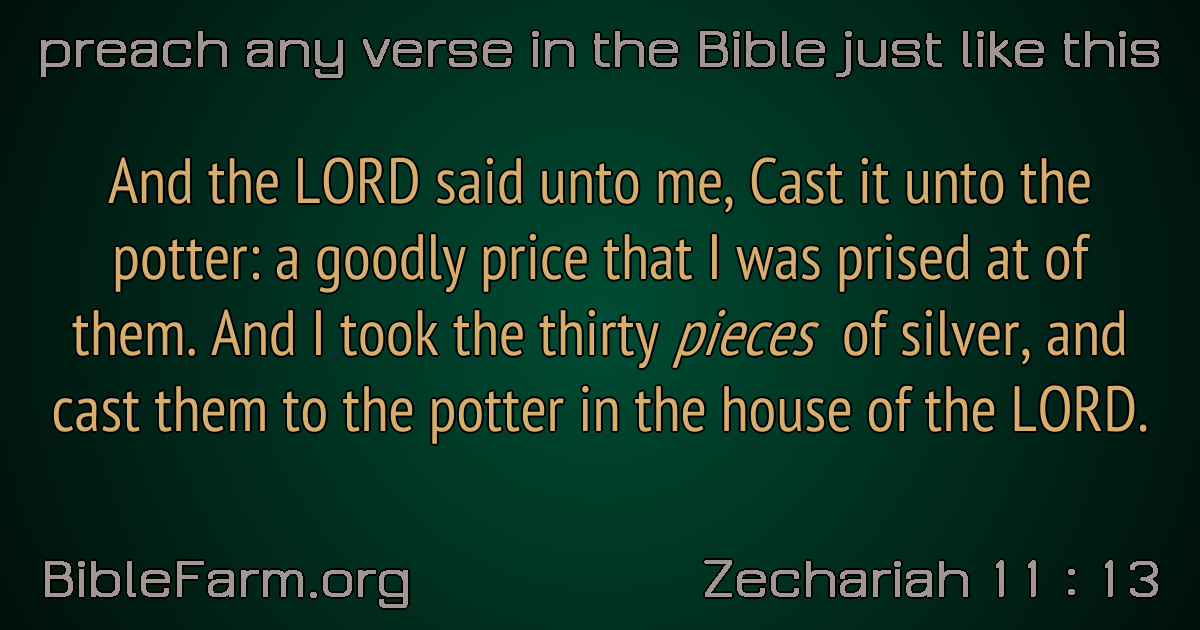 preach any verse in the Bible just like this
And the LORD said unto me, Cast it unto the
potter: a goodly price that I was prised at of
them. And I took the thirty pieces of silver, and
cast them to the potter in the house of the LORD.
BibleFarm.org
Zechariah 11 : 13